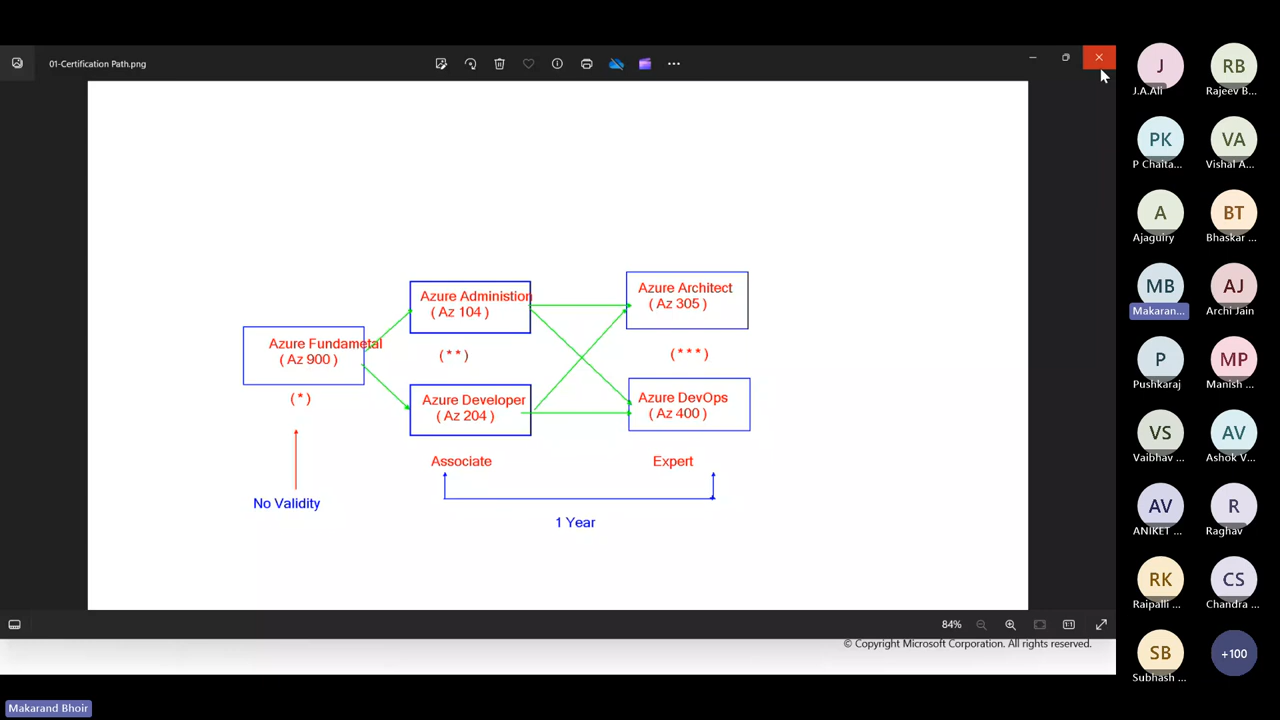 01-Certification Path.png
Azure Administion
( Az 104 )
Azure Architect
( Az 305 )
Azure Fundametal
( Az 900 )
( * * )
( * * * )
( * )
Azure Developer
( Az 204 )
Azure DevOps
( Az 400 )
Associate
Expert
No Validity
1 Year
84%
© Copyright Microsoft Corporation. All rights reserved.
Makarand Bhoir
J
RB
J.A.Ali
Rajeev B...
PK
VA
P Chaita...
Vishal A...
A
BT
Ajaguiry
Bhaskar ...
MB
AJ
Makaran...
Archi Jain
P
MP
Pushkaraj
Manish ...
VS
AV
Vaibhav ...
Ashok V...
AV
R
ANIKET ...
Raghav
RK
CS
Raipalli ...
Chandra ...
SB
+100
Subhash ...